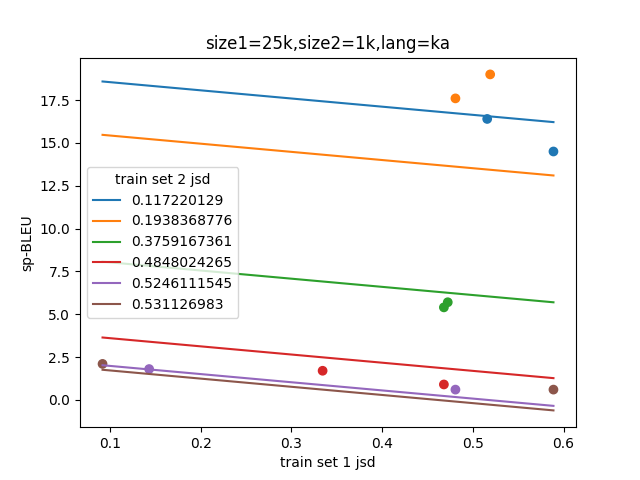 size1=25k,size2=1k,lang=ka
17.5
15.0
12.5
10.0
7.5
5.0
2.5
0.0
sp-BLEU
train set 2 jsd
0.117220129
0.1938368776
0.3759167361
0.4848024265
0.5246111545
0.531126983
0.1 0.2 0.3 0.4 0.5 0.6
train set 1 jsd